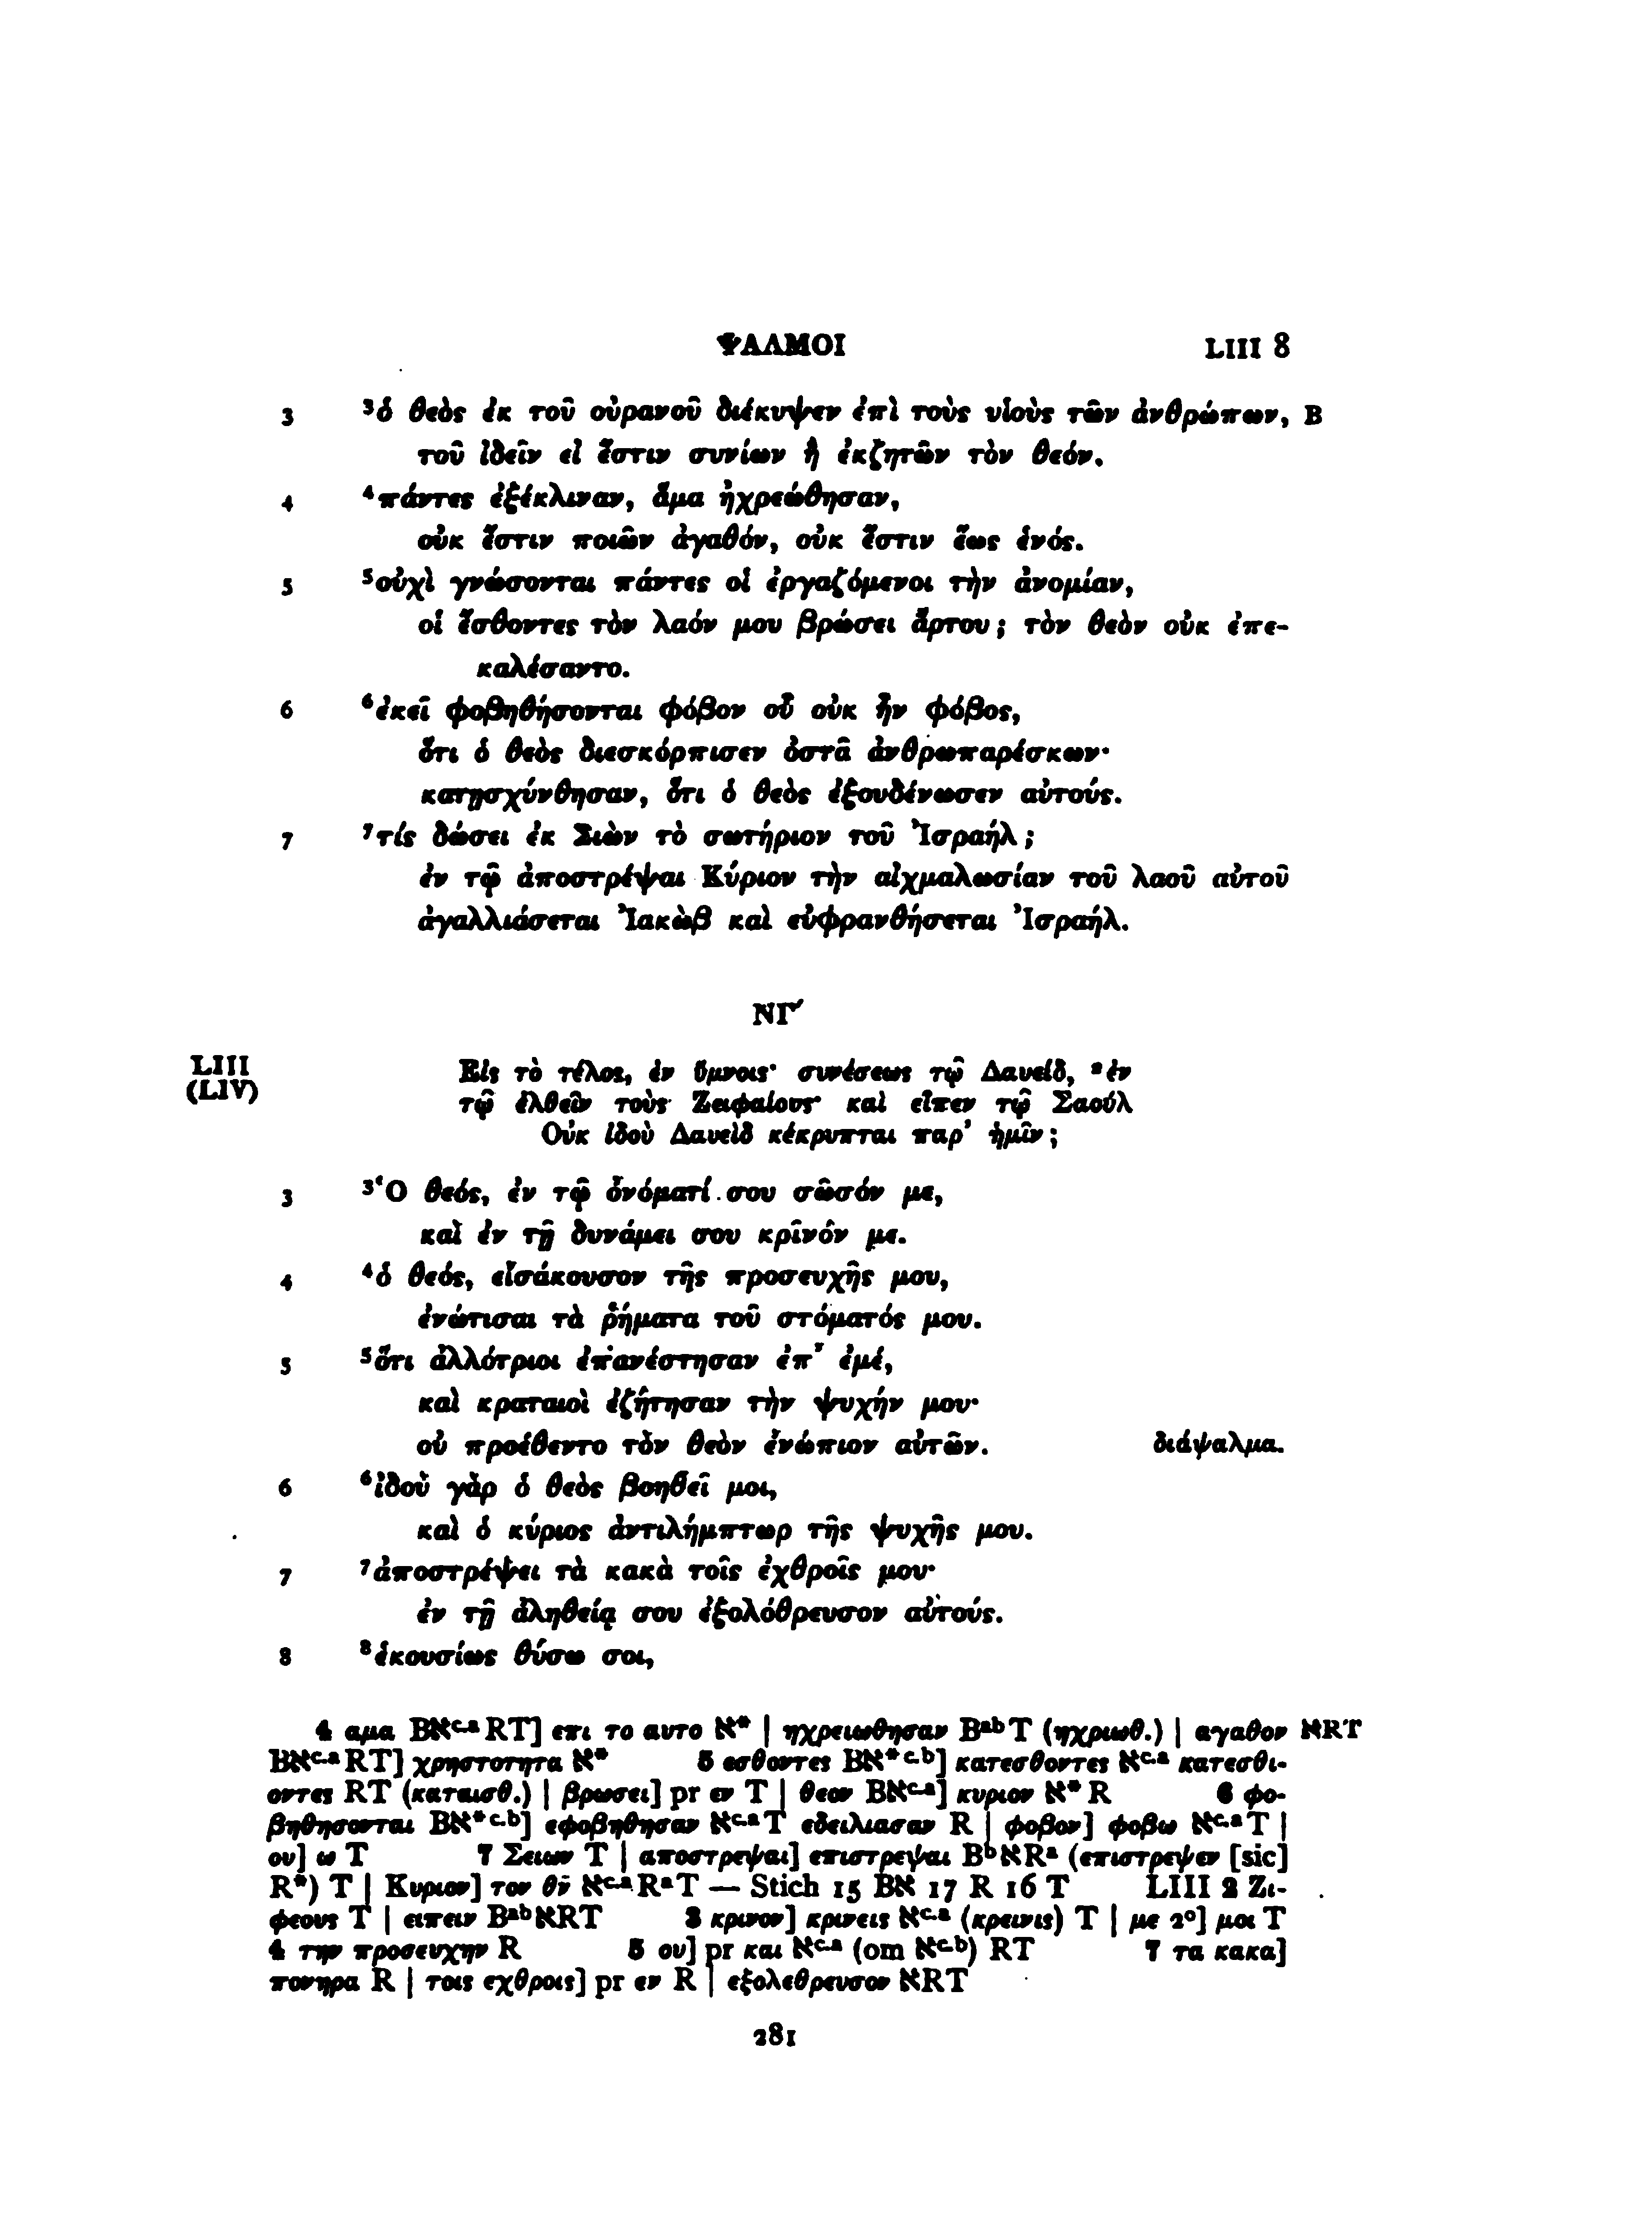 ΨΑΛΜΟΙ LIII 8
3 ³ὁ θεὸς ἐκ τοῦ οὐρανοῦ διέκυψεν ἐπὶ τοὺς υἱοὺς τῶν ἀνθρώπων, B
τοῦ ἰδεῖν εἰ ἔστιν συνίων ἢ ἐκζητῶν τὸν θεόν.
4 ⁴πάντες ἐξέκλιναν, ἅμα ἠχρεώθησαν,
οὐκ ἔστιν ποιῶν ἀγαθόν, οὐκ ἔστιν ἕως ἑνός.
5 ⁵οὐχὶ γνώσονται πάντες οἱ ἐργαζόμενοι τὴν ἀνομίαν,
οἱ ἔσθοντες τὸν λαόν μου βρώσει ἄρτου; τὸν θεὸν οὐκ ἐπε-
καλέσαντο.
6 ⁶ἐκεῖ φοβηθήσονται φόβον οὗ οὐκ ἦν φόβος,
ὅτι ὁ θεὸς διεσκόρπισεν ὀστᾶ ἀνθρωπαρέσκων·
κατῃσχύνθησαν, ὅτι ὁ θεὸς ἐξουδένωσεν αὐτούς.
7 ⁷τίς δώσει ἐκ Σιὼν τὸ σωτήριον τοῦ Ἰσραήλ;
ἐν τῷ ἀποστρέψαι Κύριον τὴν αἰχμαλωσίαν τοῦ λαοῦ αὐτοῦ
ἀγαλλιάσεται Ἰακὼβ καὶ εὐφρανθήσεται Ἰσραήλ.
ΝΓ´
LIII
(LIV)
Εἰς τὸ τέλος, ἐν ὕμνοις· συνέσεως τῷ Δαυείδ, ²ἐν
τῷ ἐλθεῖν τοὺς Ζειφαίους· καὶ εἶπεν τῷ Σαούλ
Οὐκ ἰδοὺ Δαυεὶδ κέκρυπται παρ᾽ ἡμῖν;
3 ³Ὁ θεός, ἐν τῷ ὀνόματί σου σῶσόν με,
καὶ ἐν τῇ δυνάμει σου κρῖνόν με.
4 ⁴ὁ θεός, εἰσάκουσον τῆς προσευχῆς μου,
ἐνώτισαι τὰ ῥήματα τοῦ στόματός μου.
5 ⁵ὅτι ἀλλότριοι ἐπανέστησαν ἐπ᾽ ἐμέ,
καὶ κραταιοὶ ἐζήτησαν τὴν ψυχήν μου·
οὐ προέθεντο τὸν θεὸν ἐνώπιον αὐτῶν. διάψαλμα.
6 ⁶ἰδοὺ γὰρ ὁ θεὸς βοηθεῖ μοι,
καὶ ὁ κύριος ἀντιλήμπτωρ τῆς ψυχῆς μου.
7 ⁷ἀποστρέψει τὰ κακὰ τοῖς ἐχθροῖς μου·
ἐν τῇ ἀληθείᾳ σου ἐξολόθρευσον αὐτούς.
8 ⁸ἑκουσίως θύσω σοι,
4 αμα Bא^c.a RT] επι το αυτο א* | ηχρειωθησαν B^ab T (ηχριωθ.) | αγαθον אRT
Bא^c.a RT] χρηστοτητα א* 5 εσθοντες Bא* ^c.b] κατεσθοντες א^c.a κατεσθι-
οντες RT (καταισθ.) | βρωσει] pr εν T | θεον Bא^c.a] κυριον א* R 6 φο-
βηθησονται Bא* ^c.b] εφοβηθησαν א^c.a T εδειλιασαν R | φοβον] φοβω א^c.a T |
ου] ω T 7 Σειων T | αποστρεψαι] επιστρεψαι B^b אR^a (επιστρεψεν [sic]
R*) T | Κυριον] τον θν̄ א^c.a R^a T — Stich 15 Bא 17 R 16 T LIII 2 Ζι-
φεους T | ειπειν B^ab אRT 3 κρινον] κρινεις א^c.a (κρεινις) T | με 2°] μοι T
4 την προσευχην R 5 ου] pr και א^c.a (om א^c.b) RT 7 τα κακα]
πονηρα R | τοις εχθροις] pr εν R | εξολεθρευσον אRT
281